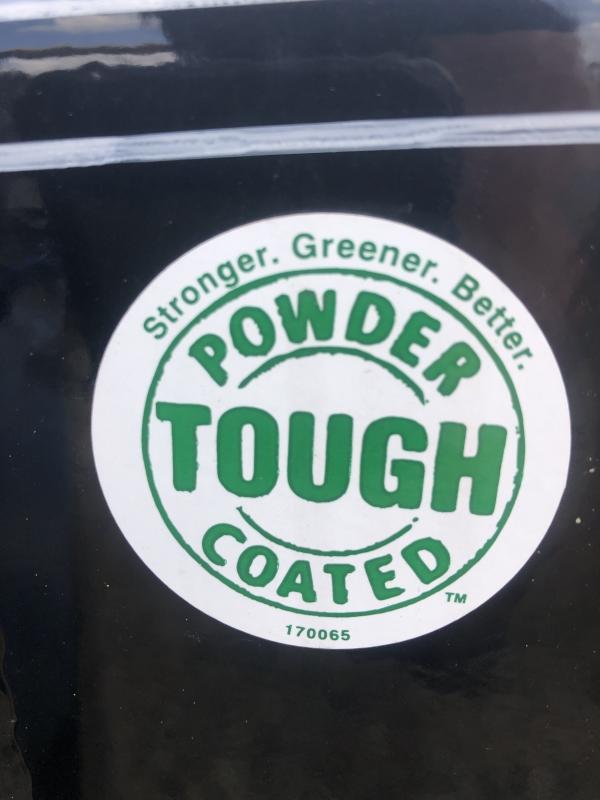 Stronger. Greener. Better.
POWDER
TOUGH
COATED
TM
170065